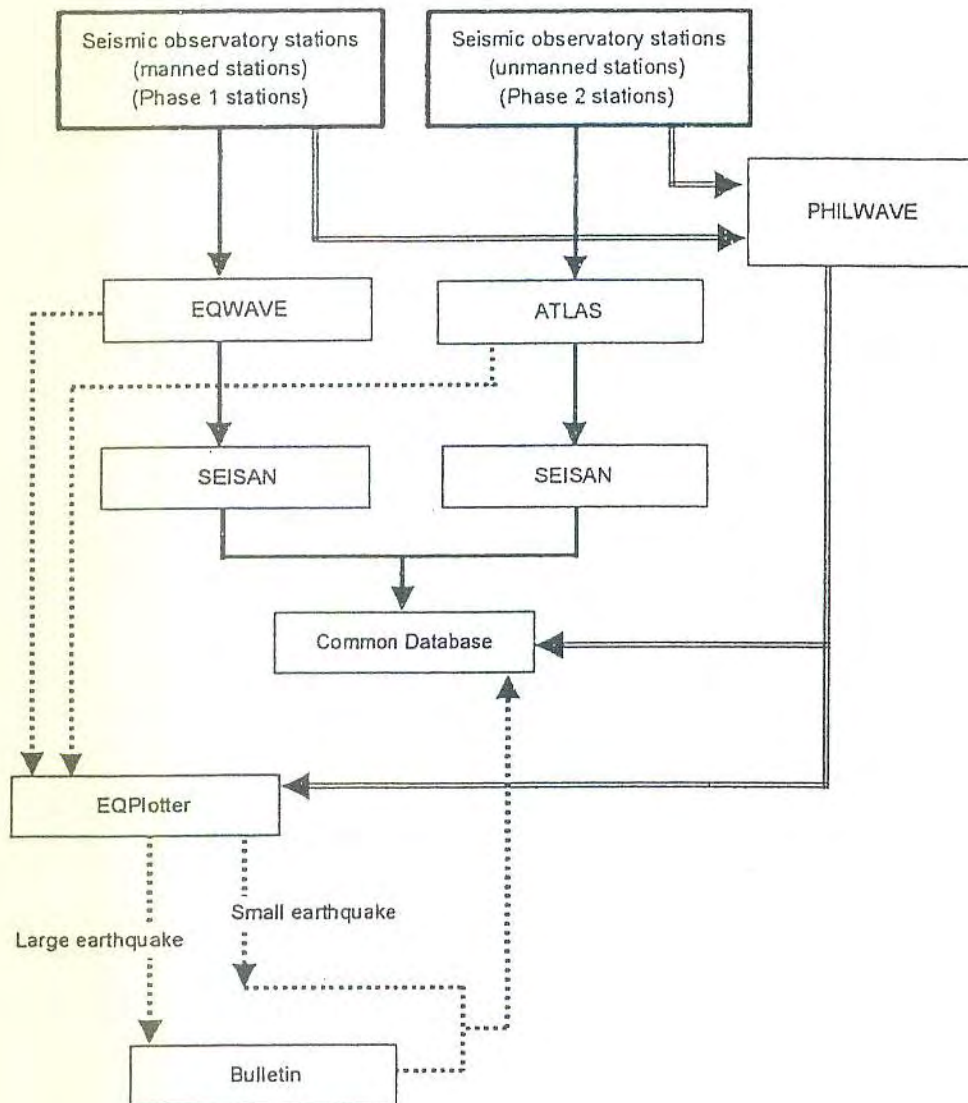 Seismic observatory stations
(manned stations)
(Phase 1 stations)
Seismic observatory stations
(unmanned stations)
(Phase 2 stations)
PHILWAVE
EQWAVE
ATLAS
SEISAN
SEISAN
Common Database
EQPlotter
Small earthquake
Large earthquake
Bulletin